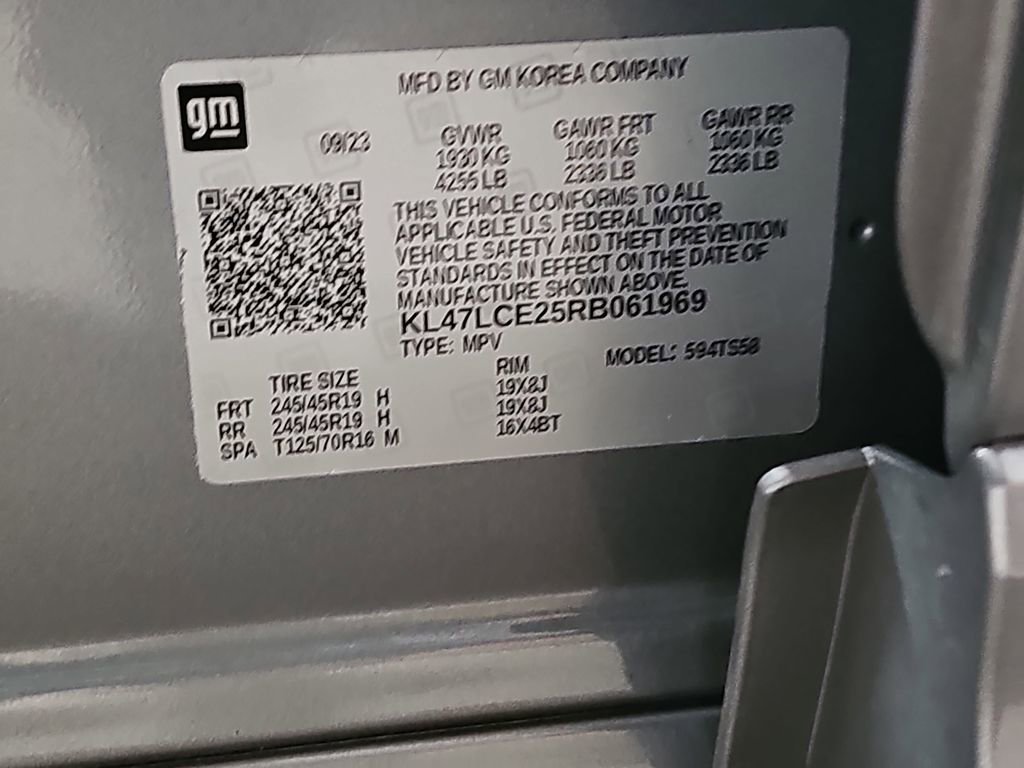 gm
MFD BY GM KOREA COMPANY
09/23
GVWR GAWR FRT GAWR RR
1930 KG 1060 KG 1060 KG
4255 LB 2336 LB 2336 LB
THIS VEHICLE CONFORMS TO ALL
APPLICABLE U.S. FEDERAL MOTOR
VEHICLE SAFETY AND THEFT PREVENTION
STANDARDS IN EFFECT ON THE DATE OF
MANUFACTURE SHOWN ABOVE.
KL47LCE25RB061969
TYPE: MPV MODEL: 594TS58
TIRE SIZE RIM
FRT 245/45R19 H 19X8J
RR 245/45R19 H 19X8J
SPA T125/70R16 M 16X4BT